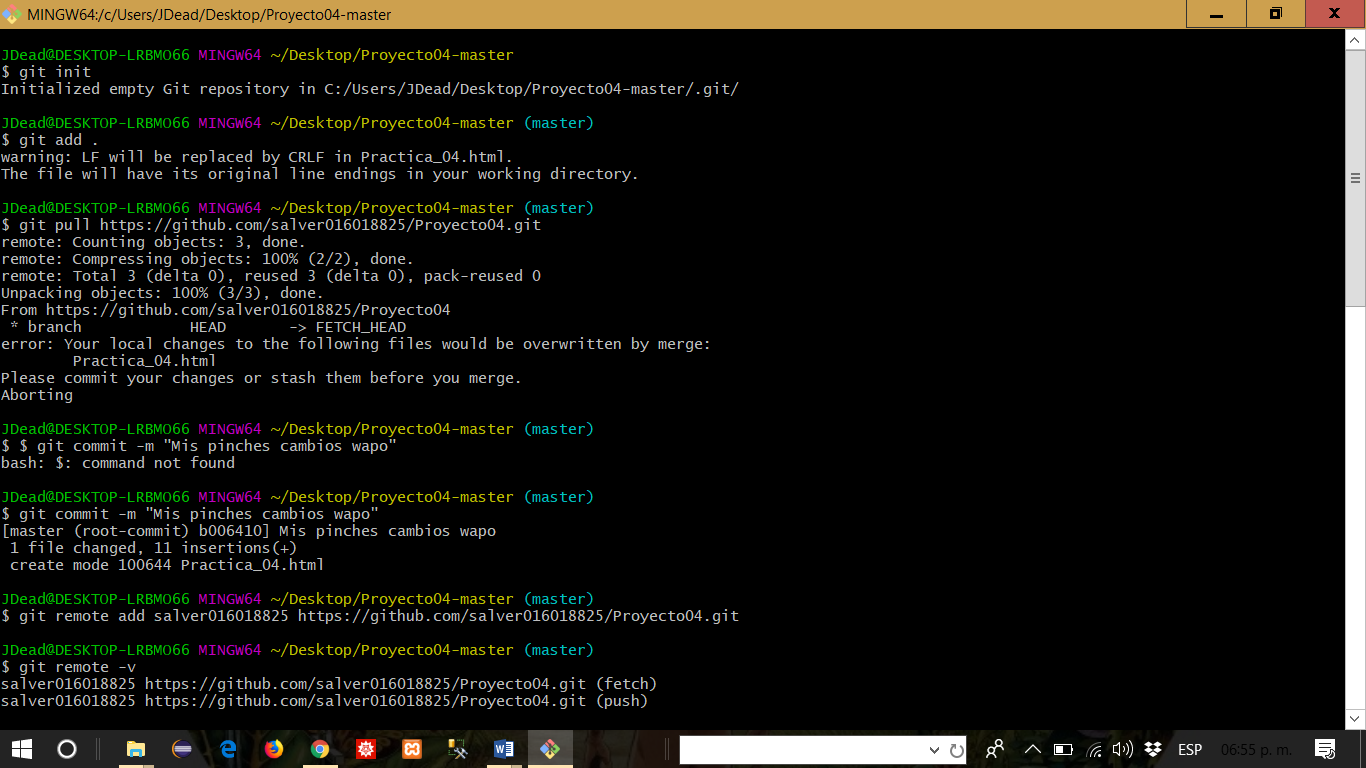 MINGW64:/c/Users/JDead/Desktop/Proyecto04-master
JDead@DESKTOP-LRBMO66 MINGW64 ~/Desktop/Proyecto04-master
$ git init
Initialized empty Git repository in C:/Users/JDead/Desktop/Proyecto04-master/.git/
JDead@DESKTOP-LRBMO66 MINGW64 ~/Desktop/Proyecto04-master (master)
$ git add .
warning: LF will be replaced by CRLF in Practica_04.html.
The file will have its original line endings in your working directory.
JDead@DESKTOP-LRBMO66 MINGW64 ~/Desktop/Proyecto04-master (master)
$ git pull https://github.com/salver016018825/Proyecto04.git
remote: Counting objects: 3, done.
remote: Compressing objects: 100% (2/2), done.
remote: Total 3 (delta 0), reused 3 (delta 0), pack-reused 0
Unpacking objects: 100% (3/3), done.
From https://github.com/salver016018825/Proyecto04
 * branch            HEAD       -> FETCH_HEAD
error: Your local changes to the following files would be overwritten by merge:
        Practica_04.html
Please commit your changes or stash them before you merge.
Aborting
JDead@DESKTOP-LRBMO66 MINGW64 ~/Desktop/Proyecto04-master (master)
$ $ git commit -m "Mis pinches cambios wapo"
bash: $: command not found
JDead@DESKTOP-LRBMO66 MINGW64 ~/Desktop/Proyecto04-master (master)
$ git commit -m "Mis pinches cambios wapo"
[master (root-commit) b006410] Mis pinches cambios wapo
 1 file changed, 11 insertions(+)
 create mode 100644 Practica_04.html
JDead@DESKTOP-LRBMO66 MINGW64 ~/Desktop/Proyecto04-master (master)
$ git remote add salver016018825 https://github.com/salver016018825/Proyecto04.git
JDead@DESKTOP-LRBMO66 MINGW64 ~/Desktop/Proyecto04-master (master)
$ git remote -v
salver016018825 https://github.com/salver016018825/Proyecto04.git (fetch)
salver016018825 https://github.com/salver016018825/Proyecto04.git (push)
ESP 06:55 p. m.